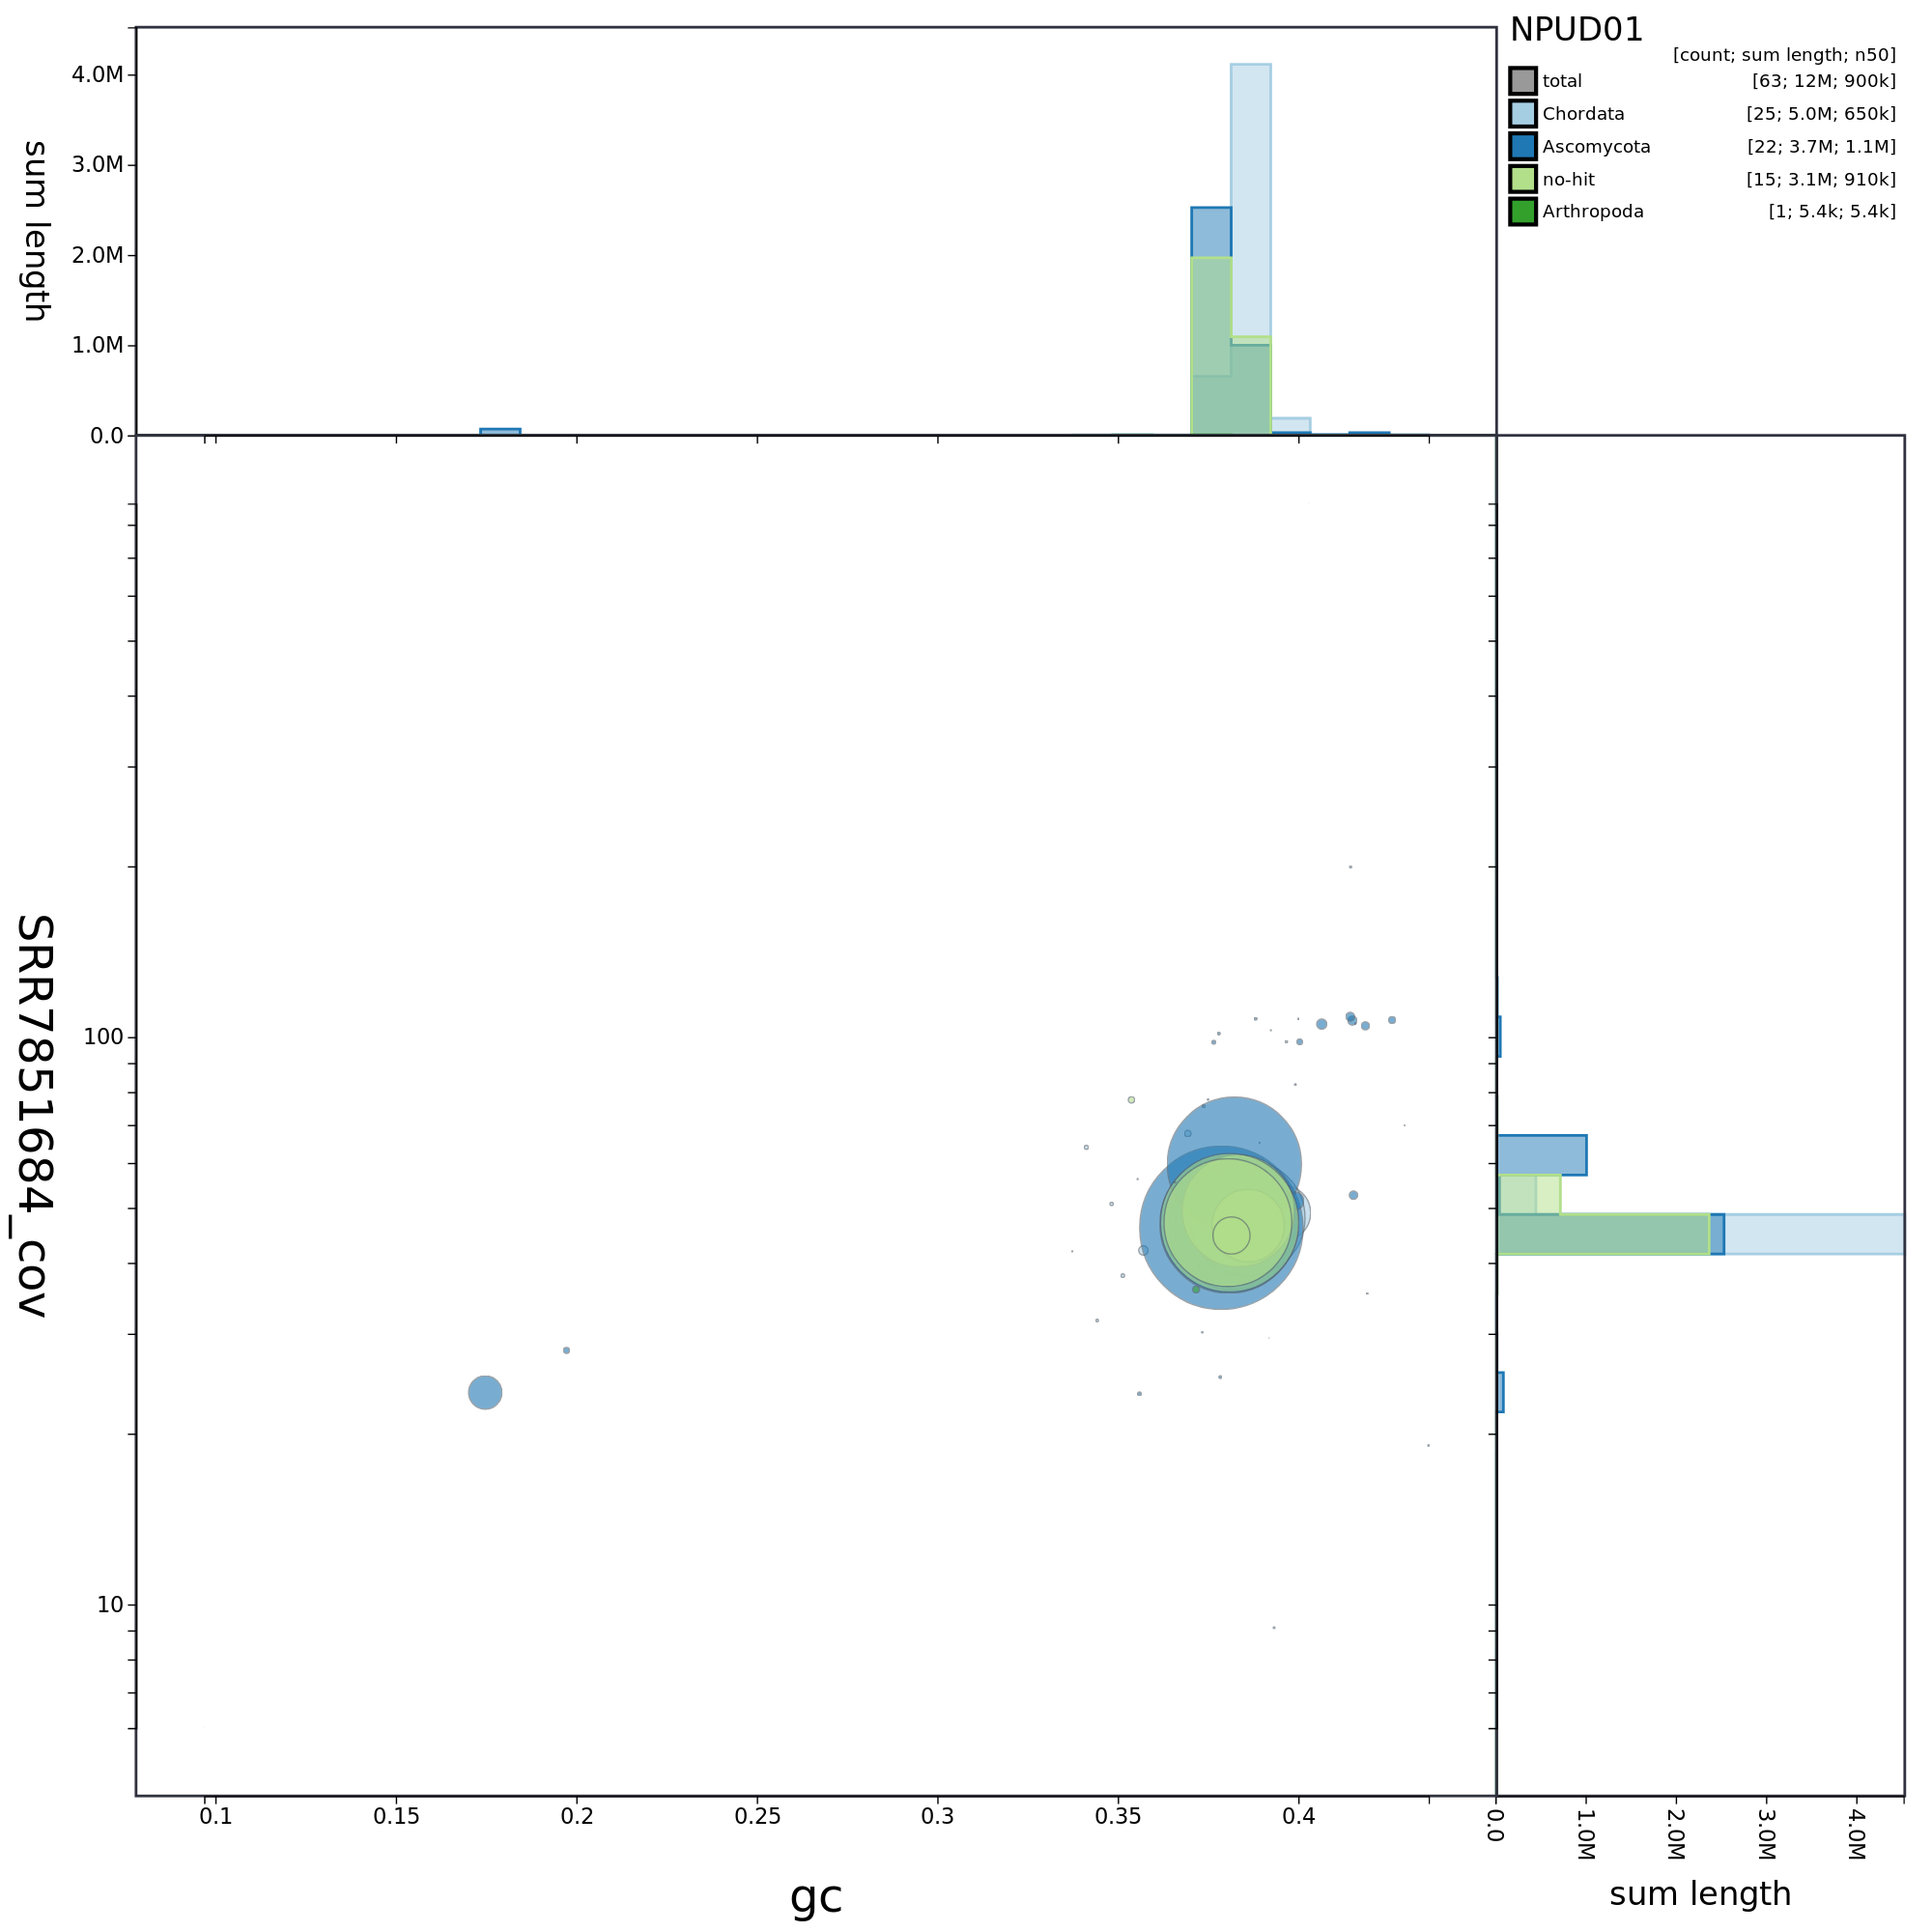 NPUD01
[count; sum length; n50]
total [63; 12M; 900k]
Chordata [25; 5.0M; 650k]
Ascomycota [22; 3.7M; 1.1M]
no-hit [15; 3.1M; 910k]
Arthropoda [1; 5.4k; 5.4k]
sum length
4.0M
3.0M
2.0M
1.0M
0.0
SRR7851684_cov
100
10
0.1 0.15 0.2 0.25 0.3 0.35 0.4
gc
0.0 1.0M 2.0M 3.0M 4.0M
sum length